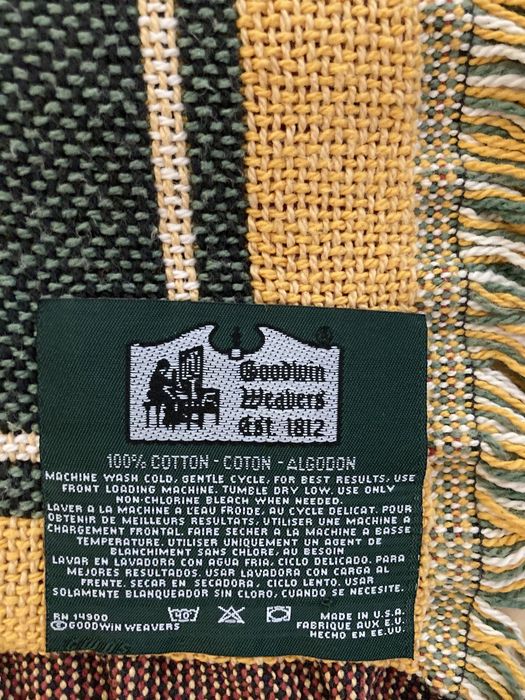 Goodwin
Weavers
EST. 1812
®
100% COTTON - COTON - ALGODON
MACHINE WASH COLD, GENTLE CYCLE, FOR BEST RESULTS, USE
FRONT LOADING MACHINE. TUMBLE DRY LOW. USE ONLY
NON-CHLORINE BLEACH WHEN NEEDED.
LAVER A LA MACHINE A L'EAU FROIDE, AU CYCLE DELICAT. POUR
OBTENIR DE MEILLEURS RESULTATS, UTILISER UNE MACHINE A
CHARGEMENT FRONTAL. FAIRE SECHER A LA MACHINE A BASSE
TEMPERATURE. UTILISER UNIQUEMENT UN AGENT DE
BLANCHIMENT SANS CHLORE, AU BESOIN
LAVAR EN LAVADORA CON AGUA FRIA, CICLO DELICADO. PARA
MEJORES RESULTADOS. USAR LAVADORA CON CARGA AL
FRENTE. SECAR EN SECADORA, CICLO LENTO. USAR
SOLAMENTE BLANQUEADOR SIN CLORO, CUANDO SE NECESITE.
RN 14900
© GOODWIN WEAVERS
MADE IN U.S.A.
FABRIQUE AUX E.U.
HECHO EN EE.UU.